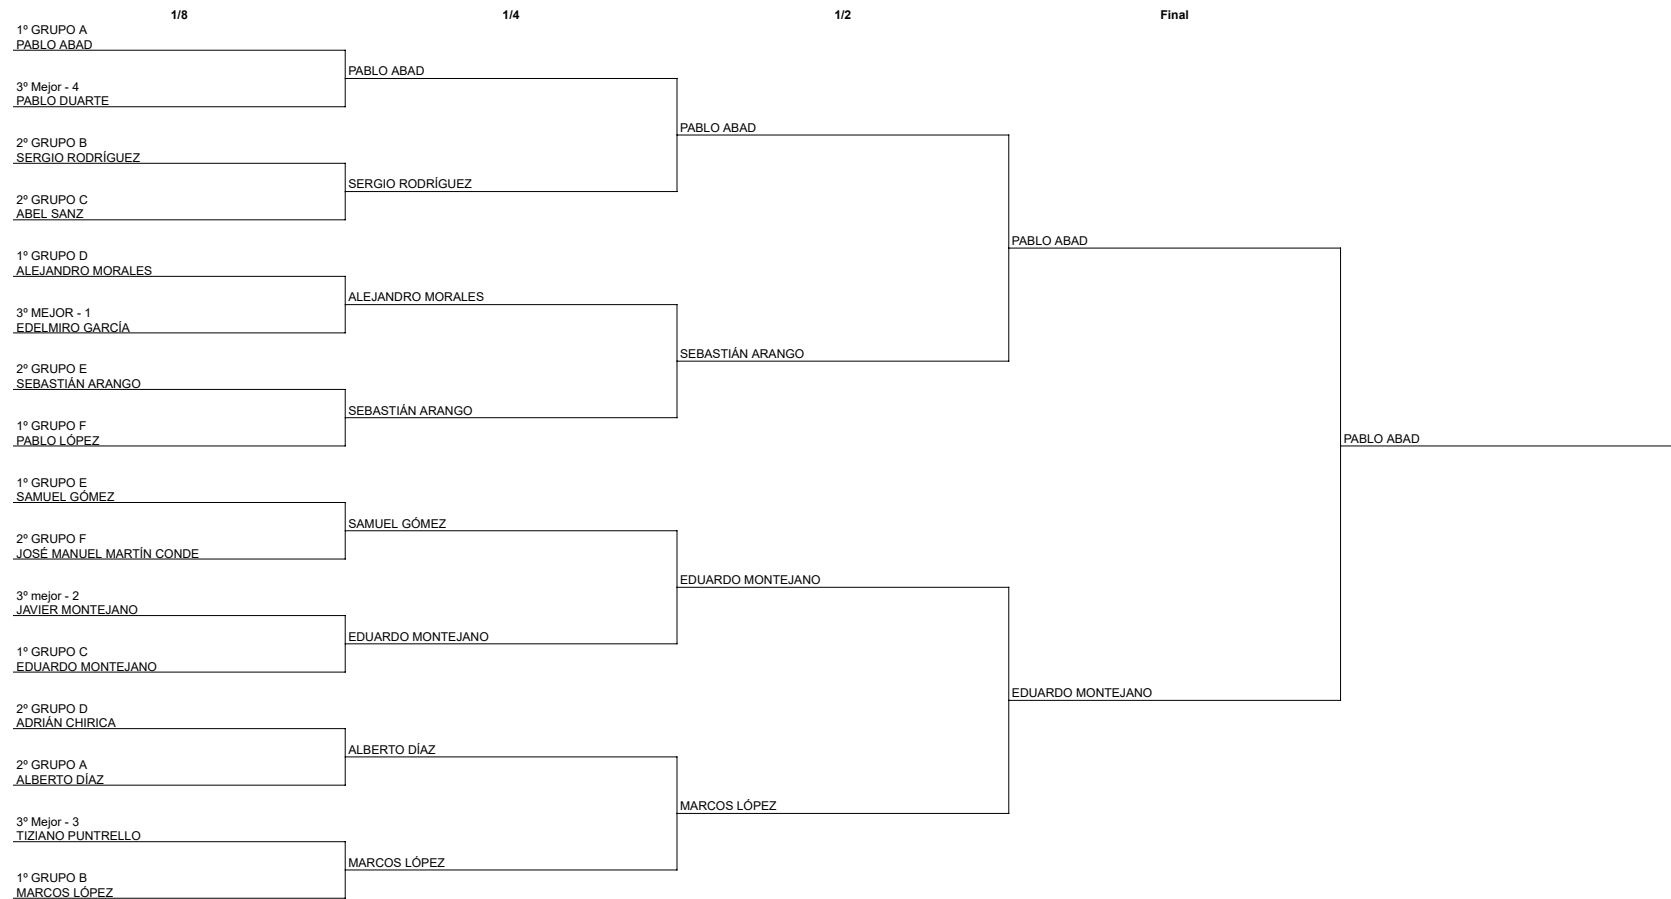 1/8
1/4
1/2
Final
1º GRUPO A
PABLO ABAD
PABLO ABAD
3º Mejor - 4
PABLO DUARTE
PABLO ABAD
2º GRUPO B
SERGIO RODRÍGUEZ
SERGIO RODRÍGUEZ
2º GRUPO C
ABEL SANZ
PABLO ABAD
1º GRUPO D
ALEJANDRO MORALES
ALEJANDRO MORALES
3º MEJOR - 1
EDELMIRO GARCÍA
SEBASTIÁN ARANGO
2º GRUPO E
SEBASTIÁN ARANGO
SEBASTIÁN ARANGO
1º GRUPO F
PABLO LÓPEZ
PABLO ABAD
1º GRUPO E
SAMUEL GÓMEZ
SAMUEL GÓMEZ
2º GRUPO F
JOSÉ MANUEL MARTÍN CONDE
EDUARDO MONTEJANO
3º mejor - 2
JAVIER MONTEJANO
EDUARDO MONTEJANO
1º GRUPO C
EDUARDO MONTEJANO
EDUARDO MONTEJANO
2º GRUPO D
ADRIÁN CHIRICA
ALBERTO DÍAZ
2º GRUPO A
ALBERTO DÍAZ
MARCOS LÓPEZ
3º Mejor - 3
TIZIANO PUNTRELLO
MARCOS LÓPEZ
1º GRUPO B
MARCOS LÓPEZ